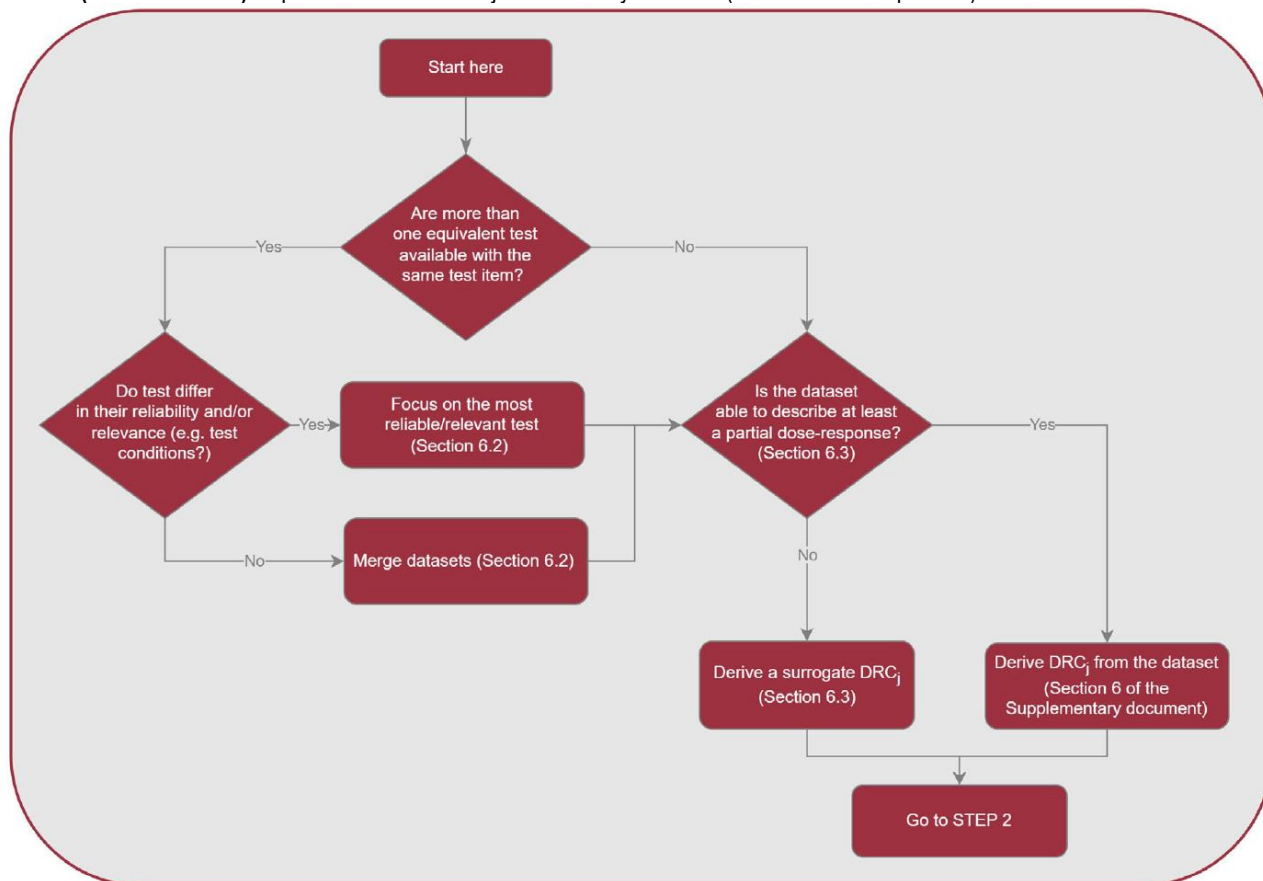 Start here
Are more than
one equivalent test
available with the
same test item?
Yes
No
Do test differ
in their reliability and/or
relevance (e.g. test
conditions?)
Yes
Focus on the most
reliable/relevant test
(Section 6.2)
Is the dataset
able to describe at least
a partial dose-response?
(Section 6.3)
Yes
No
Merge datasets (Section 6.2)
No
Derive a surrogate DRCj
(Section 6.3)
Derive DRCj from the dataset
(Section 6 of the
Supplementary document)
Go to STEP 2